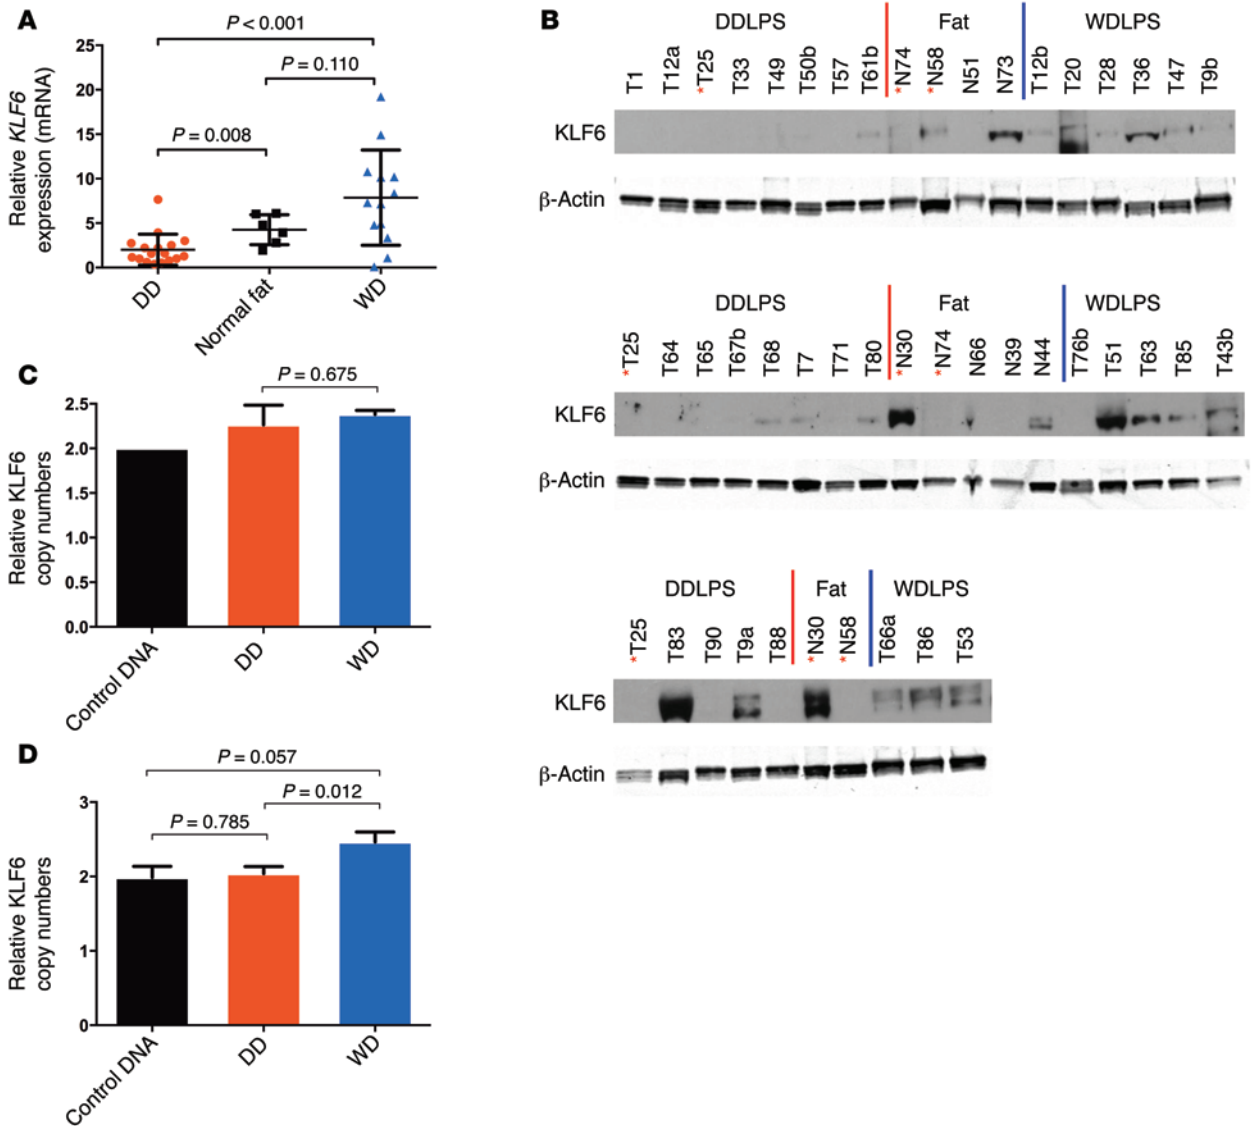 A
P < 0.001
P = 0.110
P = 0.008
Relative KLF6
expression (mRNA)
25
20
15
10
5
0
DD
Normal fat
WD
B
DDLPS
Fat
WDLPS
T1
T12a
*T25
T33
T49
T50b
T57
T61b
*N74
*N58
N51
N73
T12b
T20
T28
T36
T47
T9b
KLF6
β-Actin
DDLPS
Fat
WDLPS
*T25
T64
T65
T67b
T68
T7
T71
T80
*N30
*N74
N66
N39
N44
T76b
T51
T63
T85
T43b
KLF6
β-Actin
DDLPS
Fat
WDLPS
*T25
T83
T90
T9a
T88
*N30
*N58
T66a
T86
T53
KLF6
β-Actin
C
P = 0.675
Relative KLF6
copy numbers
2.5
2.0
1.5
1.0
0.5
0.0
Control DNA
DD
WD
D
P = 0.057
P = 0.012
P = 0.785
Relative KLF6
copy numbers
3
2
1
0
Control DNA
DD
WD